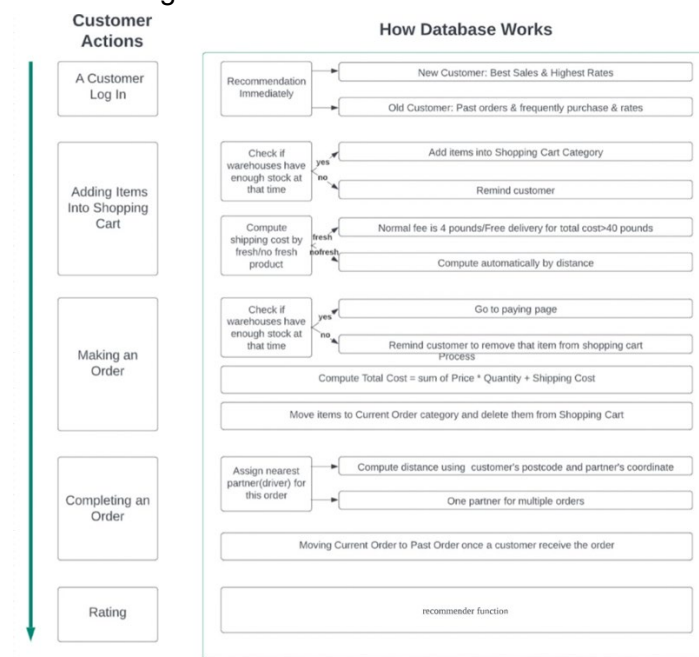 Customer
Actions
How Database Works
A Customer
Log In
Recommendation
Immediately
New Customer: Best Sales & Highest Rates
Old Customer: Past orders & frequently purchase & rates
Adding Items
Into Shopping
Cart
Check if
warehouses have
enough stock at
that time
yes
no
Add items into Shopping Cart Category
Remind customer
Compute
shipping cost by
fresh/no fresh
product
fresh
nofresh
Normal fee is 4 pounds/Free delivery for total cost>40 pounds
Compute automatically by distance
Making an
Order
Check if
warehouses have
enough stock at
that time
yes
no
Go to paying page
Remind customer to remove that item from shopping cart
Process
Compute Total Cost = sum of Price * Quantity + Shipping Cost
Move items to Current Order category and delete them from Shopping Cart
Completing an
Order
Assign nearest
partner(driver) for
this order
Compute distance using customer's postcode and partner's coordinate
One partner for multiple orders
Moving Current Order to Past Order once a customer receive the order
Rating
recommender function